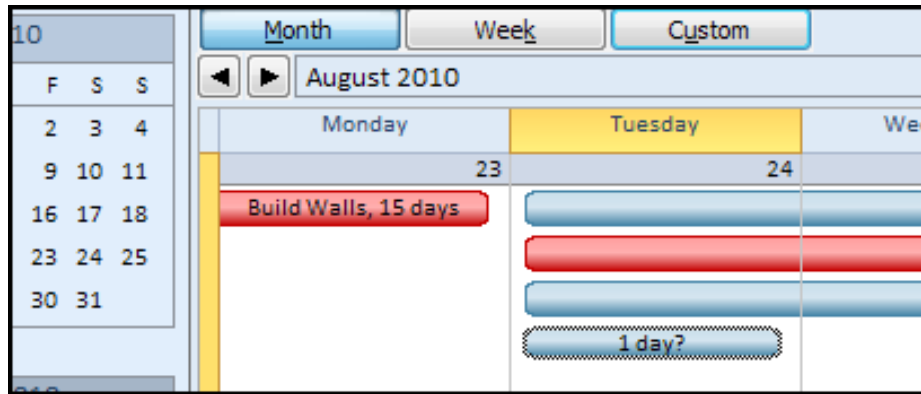 10
F S S
2 3 4
9 10 11
16 17 18
23 24 25
30 31
Month Week Custom
August 2010
Monday Tuesday
23 24
Build Walls, 15 days
1 day?